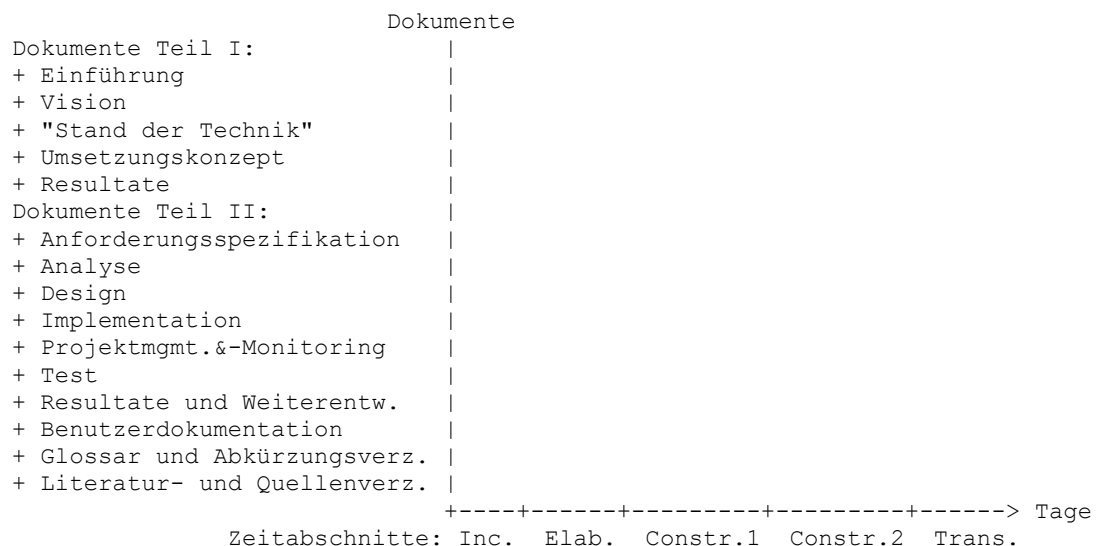 Dokumente
Dokumente Teil I:               |
+ Einführung                    |
+ Vision                        |
+ "Stand der Technik"           |
+ Umsetzungskonzept             |
+ Resultate                     |
Dokumente Teil II:              |
+ Anforderungsspezifikation     |
+ Analyse                       |
+ Design                        |
+ Implementation                |
+ Projektmgmt.&-Monitoring      |
+ Test                          |
+ Resultate und Weiterentw.     |
+ Benutzerdokumentation         |
+ Glossar und Abkürzungsverz.   |
+ Literatur- und Quellenverz.   |
                                +----+------+---------+---------+------> Tage
                Zeitabschnitte: Inc.  Elab.  Constr.1  Constr.2  Trans.